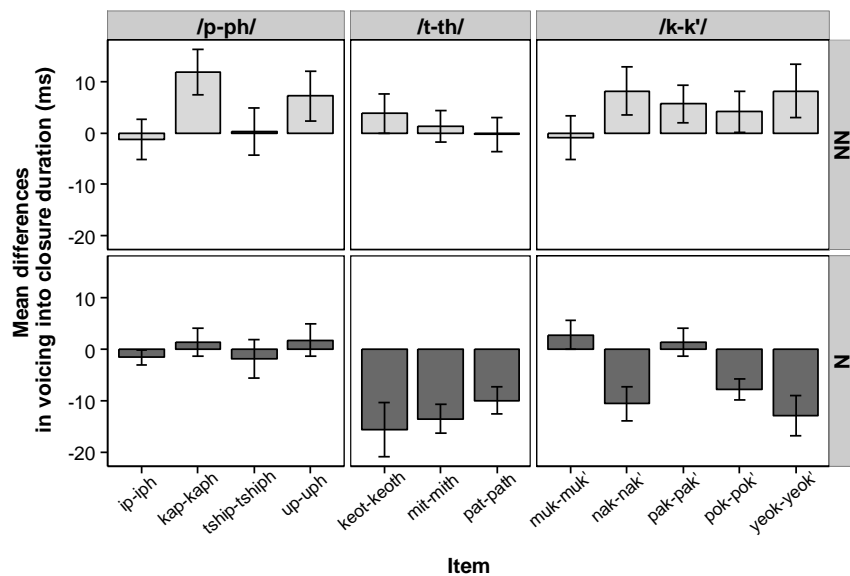 /p-ph/ /t-th/ /k-k'/
Mean differences
in voicing into closure duration (ms)
10
0
-10
-20
NN
10
0
-10
-20
N
ip-iph kap-kaph tship-tshiph up-uph keot-keoth mit-mith pat-path muk-muk' nak-nak' pak-pak' pok-pok' yeok-yeok'
Item